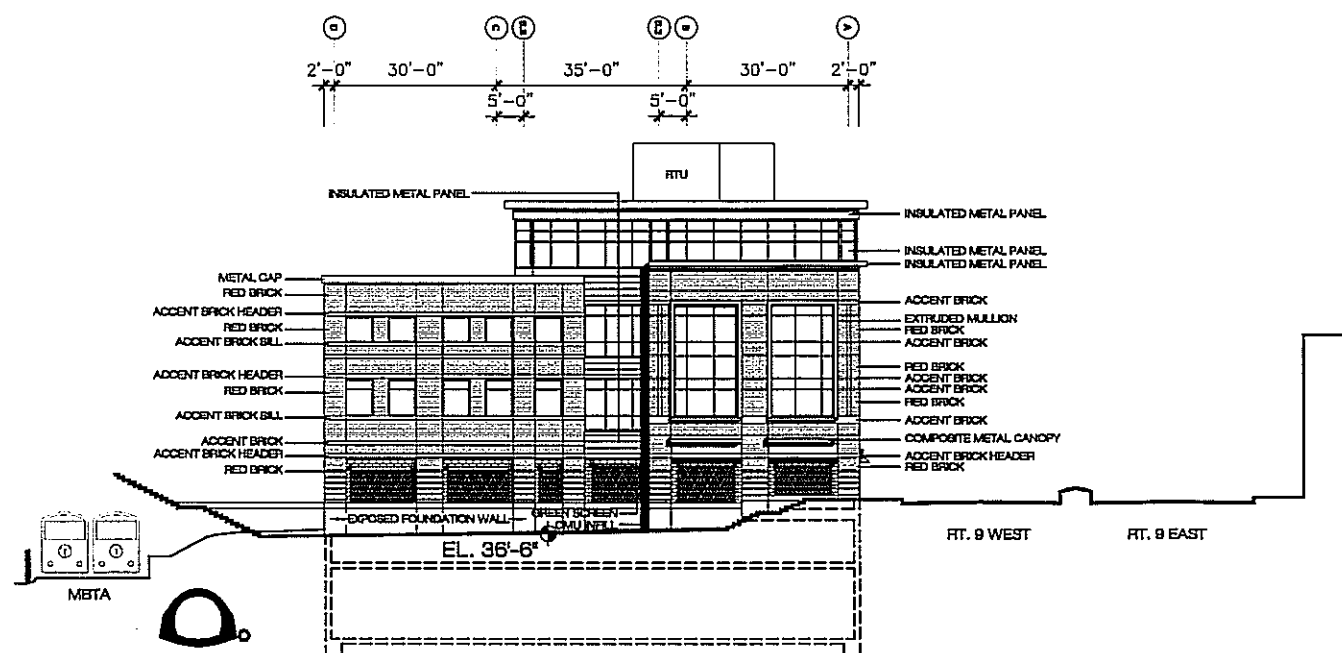 D C B.8 B.2 B A
2'-0" 30'-0" 35'-0" 30'-0" 2'-0"
5'-0" 5'-0"
RTU
INSULATED METAL PANEL
INSULATED METAL PANEL
INSULATED METAL PANEL
INSULATED METAL PANEL
METAL CAP
RED BRICK
ACCENT BRICK HEADER
RED BRICK
ACCENT BRICK SILL
ACCENT BRICK HEADER
RED BRICK
ACCENT BRICK SILL
ACCENT BRICK
ACCENT BRICK HEADER
RED BRICK
ACCENT BRICK
EXTRUDED MULLION
RED BRICK
ACCENT BRICK
RED BRICK
ACCENT BRICK
ACCENT BRICK
RED BRICK
ACCENT BRICK
COMPOSITE METAL CANOPY
ACCENT BRICK HEADER
RED BRICK
GREEN SCREEN
EXPOSED FOUNDATION WALL
CMU INFILL
EL. 36'-6"
RT. 9 WEST RT. 9 EAST
T T
MBTA